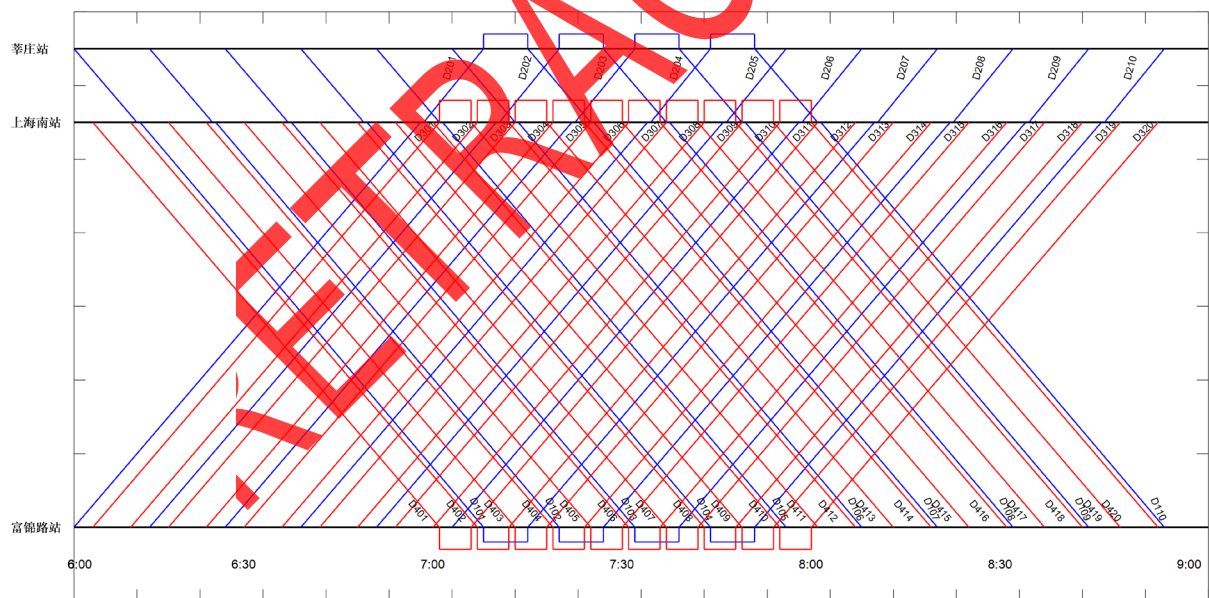 莘庄站
D201 D202 D203 D204 D205 D206 D207 D208 D209 D210
上海南站
D301 D302 D303 D304 D305 D306 D307 D308 D309 D310 D311 D312 D313 D314 D315 D316 D317 D318 D319 D320
D401 D402 D101 D403 D404 D102 D405 D406 D103 D407 D408 D104 D409 D410 D105 D411 D412 D106 D413 D414 D107 D415 D416 D108 D417 D418 D109 D419 D420 D110
富锦路站
6:00 6:30 7:00 7:30 8:00 8:30 9:00